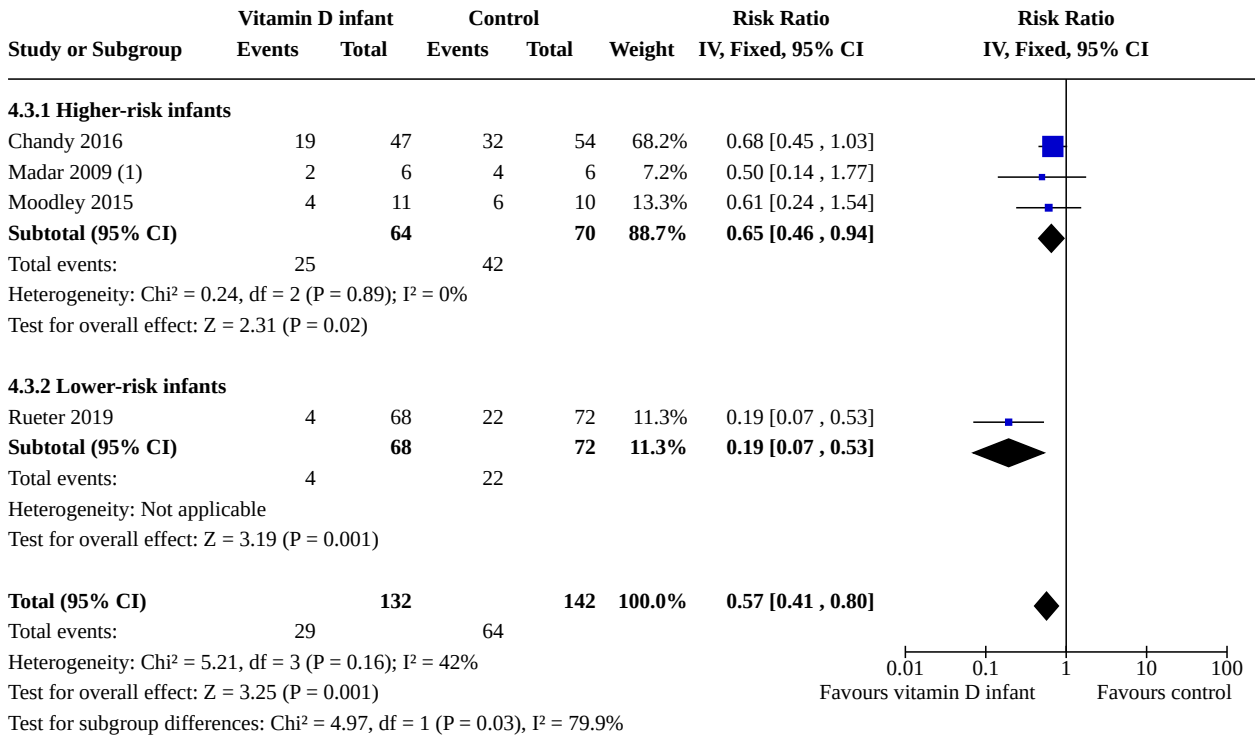 Vitamin D infant Control Risk Ratio Risk Ratio
Study or Subgroup Events Total Events Total Weight IV, Fixed, 95% CI IV, Fixed, 95% CI
4.3.1 Higher-risk infants
Chandy 2016 19 47 32 54 68.2% 0.68 [0.45 , 1.03]
Madar 2009 (1) 2 6 4 6 7.2% 0.50 [0.14 , 1.77]
Moodley 2015 4 11 6 10 13.3% 0.61 [0.24 , 1.54]
Subtotal (95% CI) 64 70 88.7% 0.65 [0.46 , 0.94]
Total events: 25 42
Heterogeneity: Chi² = 0.24, df = 2 (P = 0.89); I² = 0%
Test for overall effect: Z = 2.31 (P = 0.02)
4.3.2 Lower-risk infants
Rueter 2019 4 68 22 72 11.3% 0.19 [0.07 , 0.53]
Subtotal (95% CI) 68 72 11.3% 0.19 [0.07 , 0.53]
Total events: 4 22
Heterogeneity: Not applicable
Test for overall effect: Z = 3.19 (P = 0.001)
Total (95% CI) 132 142 100.0% 0.57 [0.41 , 0.80]
Total events: 29 64
Heterogeneity: Chi² = 5.21, df = 3 (P = 0.16); I² = 42%
0.01 0.1 1 10 100
Test for overall effect: Z = 3.25 (P = 0.001) Favours vitamin D infant Favours control
Test for subgroup differences: Chi² = 4.97, df = 1 (P = 0.03), I² = 79.9%